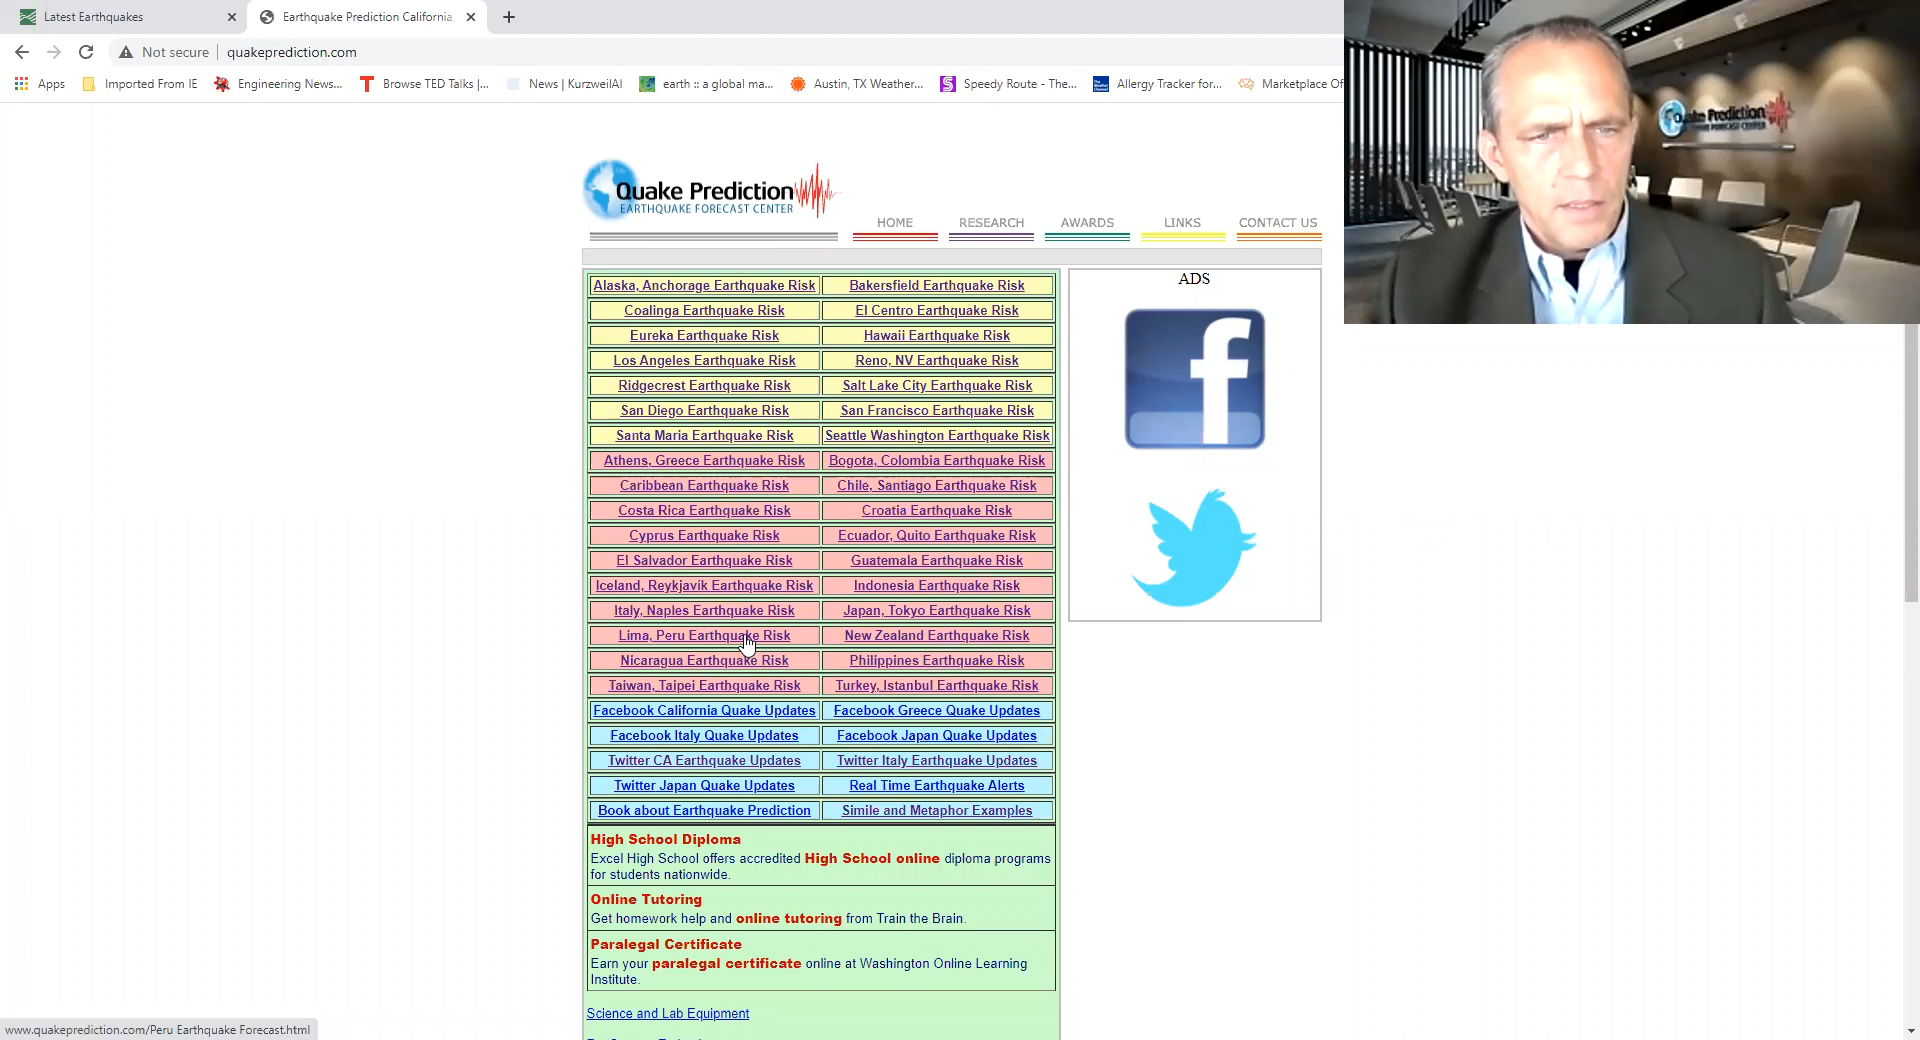 Latest Earthquakes
Earthquake Prediction California
Not secure
quakeprediction.com
Apps
Imported From IE
Engineering News...
Browse TED Talks |...
News | KurzweilAI
earth :: a global ma...
Austin, TX Weather...
Speedy Route - The...
Allergy Tracker for...
Marketplace Of
Quake Prediction
Quake Prediction
EARTHQUAKE FORECAST CENTER
HOME
RESEARCH
AWARDS
LINKS
CONTACT US
Alaska, Anchorage Earthquake Risk
Bakersfield Earthquake Risk
Coalinga Earthquake Risk
El Centro Earthquake Risk
Eureka Earthquake Risk
Hawaii Earthquake Risk
Los Angeles Earthquake Risk
Reno, NV Earthquake Risk
Ridgecrest Earthquake Risk
Salt Lake City Earthquake Risk
San Diego Earthquake Risk
San Francisco Earthquake Risk
Santa Maria Earthquake Risk
Seattle Washington Earthquake Risk
Athens, Greece Earthquake Risk
Bogota, Colombia Earthquake Risk
Caribbean Earthquake Risk
Chile, Santiago Earthquake Risk
Costa Rica Earthquake Risk
Croatia Earthquake Risk
Cyprus Earthquake Risk
Ecuador, Quito Earthquake Risk
El Salvador Earthquake Risk
Guatemala Earthquake Risk
Iceland, Reykjavík Earthquake Risk
Indonesia Earthquake Risk
Italy, Naples Earthquake Risk
Japan, Tokyo Earthquake Risk
Lima, Peru Earthquake Risk
New Zealand Earthquake Risk
Nicaragua Earthquake Risk
Philippines Earthquake Risk
Taiwan, Taipei Earthquake Risk
Turkey, Istanbul Earthquake Risk
Facebook California Quake Updates
Facebook Greece Quake Updates
Facebook Italy Quake Updates
Facebook Japan Quake Updates
Twitter CA Earthquake Updates
Twitter Italy Earthquake Updates
Twitter Japan Quake Updates
Real Time Earthquake Alerts
Book about Earthquake Prediction
Simile and Metaphor Examples
ADS
High School Diploma
Excel High School offers accredited High School online diploma programs
for students nationwide.
Online Tutoring
Get homework help and online tutoring from Train the Brain.
Paralegal Certificate
Earn your paralegal certificate online at Washington Online Learning
Institute.
Science and Lab Equipment
www.quakeprediction.com/Peru Earthquake Forecast.html